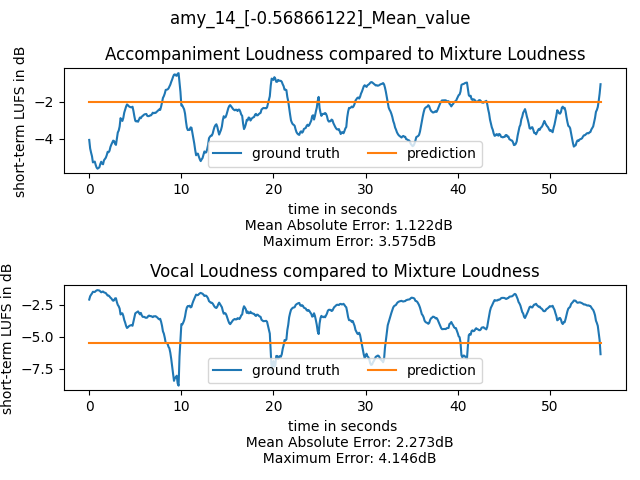 amy_14_[-0.56866122]_Mean_value
Accompaniment Loudness compared to Mixture Loudness
short-term LUFS in dB
−2
−4
ground truth
prediction
0 10 20 30 40 50
time in seconds
Mean Absolute Error: 1.122dB
Maximum Error: 3.575dB
Vocal Loudness compared to Mixture Loudness
short-term LUFS in dB
−2.5
−5.0
−7.5
ground truth
prediction
0 10 20 30 40 50
time in seconds
Mean Absolute Error: 2.273dB
Maximum Error: 4.146dB